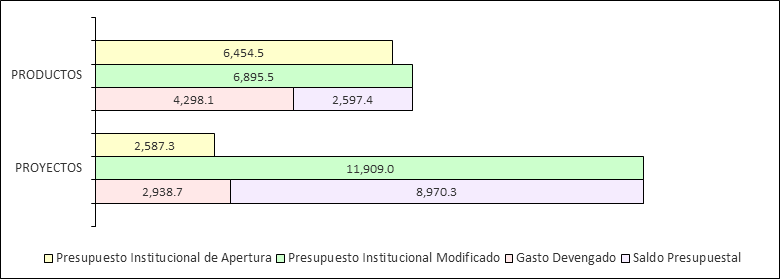 6,454.5
PRODUCTOS
6,895.5
4,298.1 2,597.4
2,587.3
PROYECTOS
11,909.0
2,938.7 8,970.3
Presupuesto Institucional de Apertura Presupuesto Institucional Modificado Gasto Devengado Saldo Presupuestal